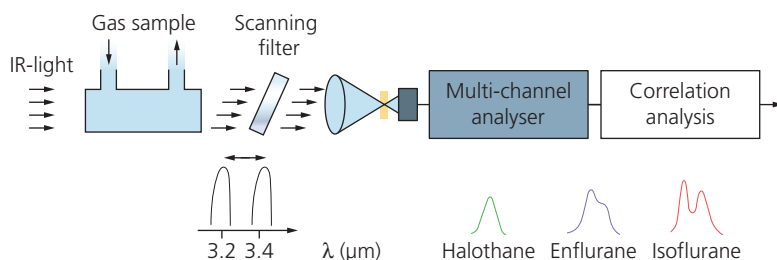 Gas sample
Scanning
filter
IR-light
Multi-channel
analyser
Correlation
analysis
3.2
3.4
λ (μm)
Halothane
Enflurane
Isoflurane